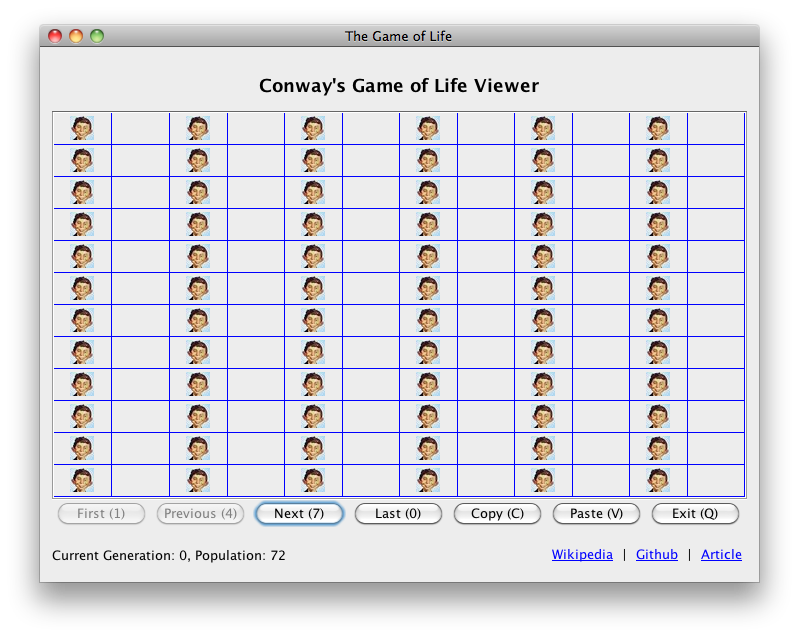 The Game of Life
Conway's Game of Life Viewer
First (1) Previous (4) Next (7) Last (0) Copy (C) Paste (V) Exit (Q)
Current Generation: 0, Population: 72 Wikipedia | Github | Article